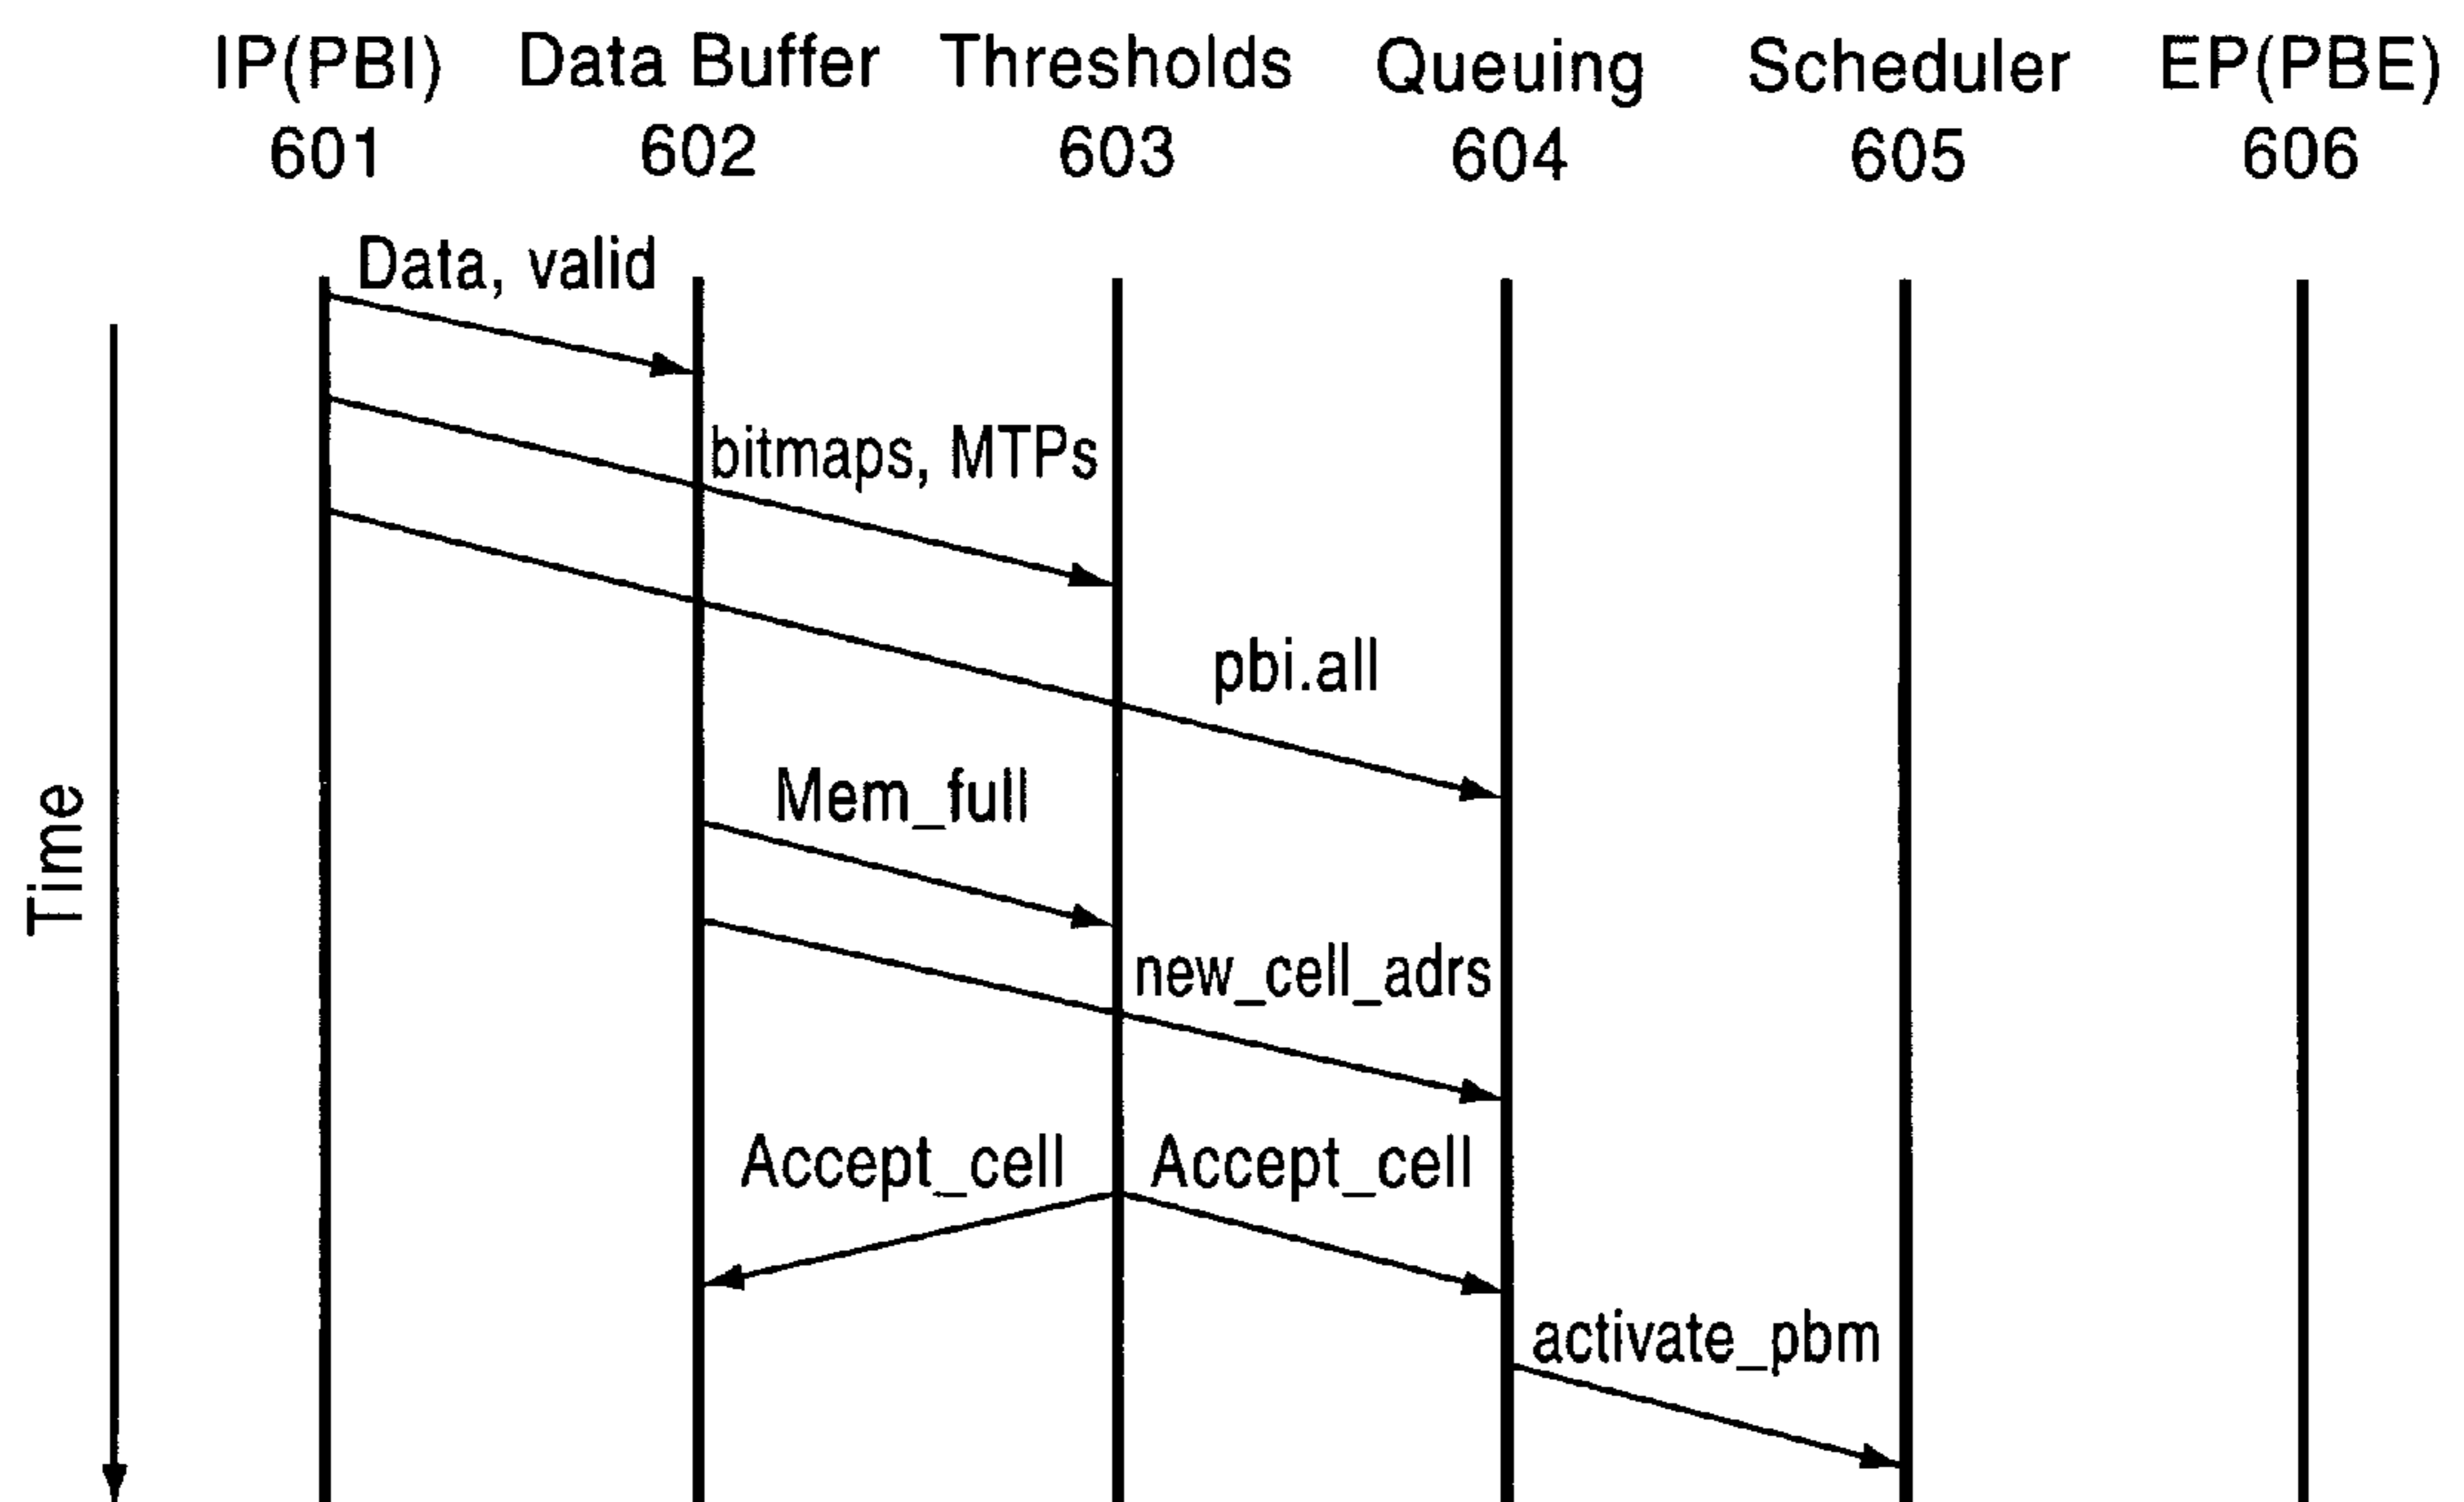 IP(PBI) Data Buffer Thresholds Queuing Scheduler EP(PBE)
601 602 603 604 605 606
Data, valid
bitmaps, MTPs
pbi.all
Mem_full
new_cell_adrs
Accept_cell Accept_cell
activate_pbm
Time